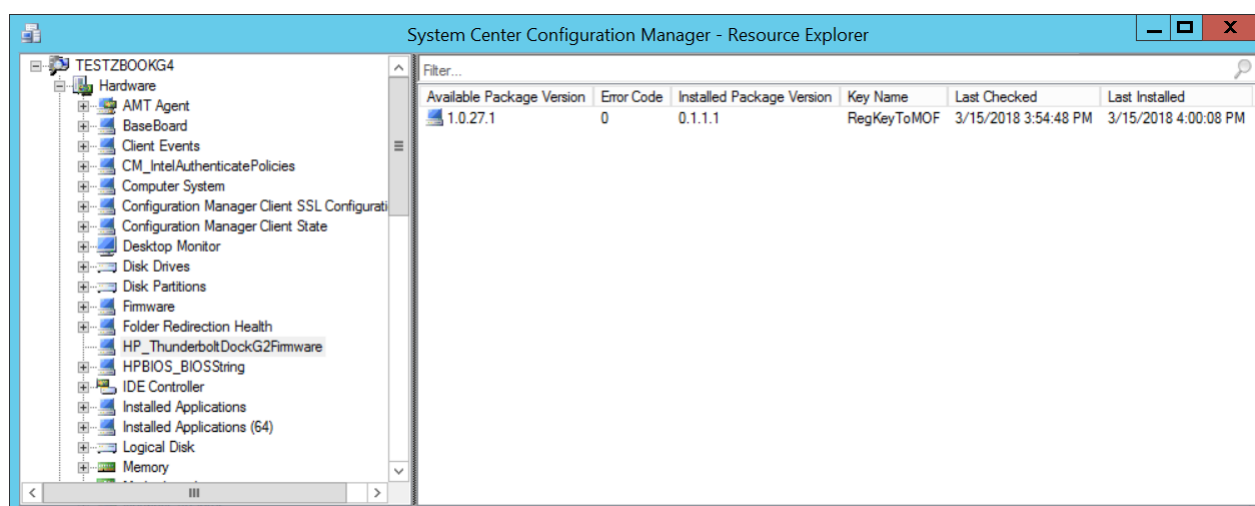 System Center Configuration Manager - Resource Explorer
X
TESTZBOOKG4
Hardware
AMT Agent
BaseBoard
Client Events
CM_IntelAuthenticatePolicies
Computer System
Configuration Manager Client SSL Configurati
Configuration Manager Client State
Desktop Monitor
Disk Drives
Disk Partitions
Firmware
Folder Redirection Health
HP_ThunderboltDockG2Firmware
HPBIOS_BIOSString
IDE Controller
Installed Applications
Installed Applications (64)
Logical Disk
Memory
Filter...
Available Package Version Error Code Installed Package Version Key Name Last Checked Last Installed
1.0.27.1 0 0.1.1.1 RegKeyToMOF 3/15/2018 3:54:48 PM 3/15/2018 4:00:08 PM